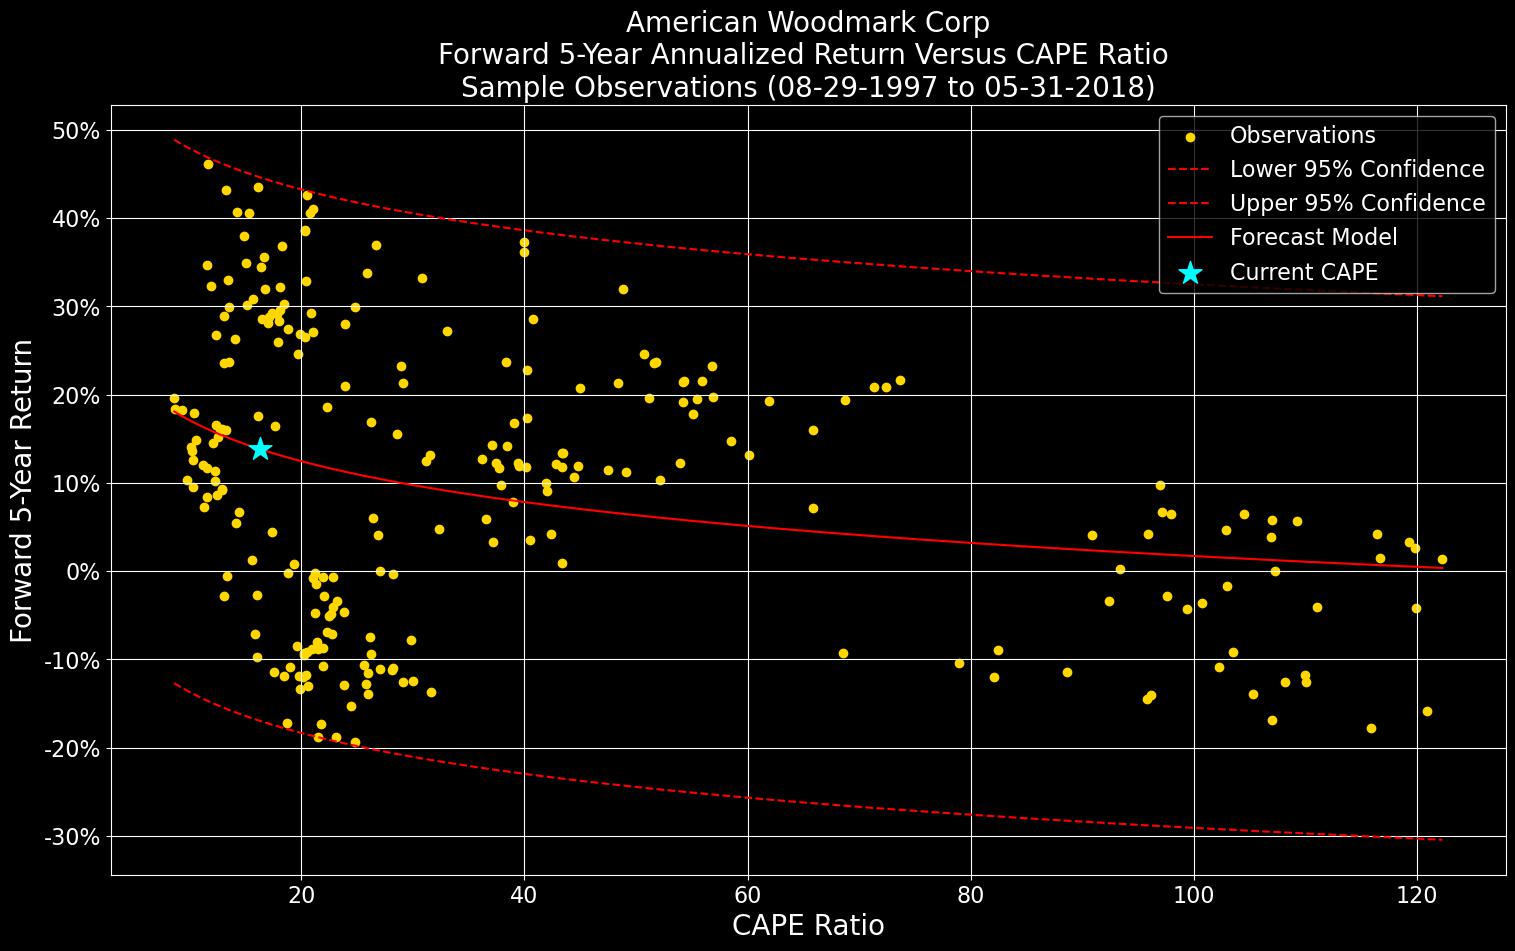 American Woodmark Corp
Forward 5-Year Annualized Return Versus CAPE Ratio
Sample Observations (08-29-1997 to 05-31-2018)
Forward 5-Year Return
50%
40%
30%
20%
10%
0%
-10%
-20%
-30%
Observations
Lower 95% Confidence
Upper 95% Confidence
Forecast Model
Current CAPE
20 40 60 80 100 120
CAPE Ratio